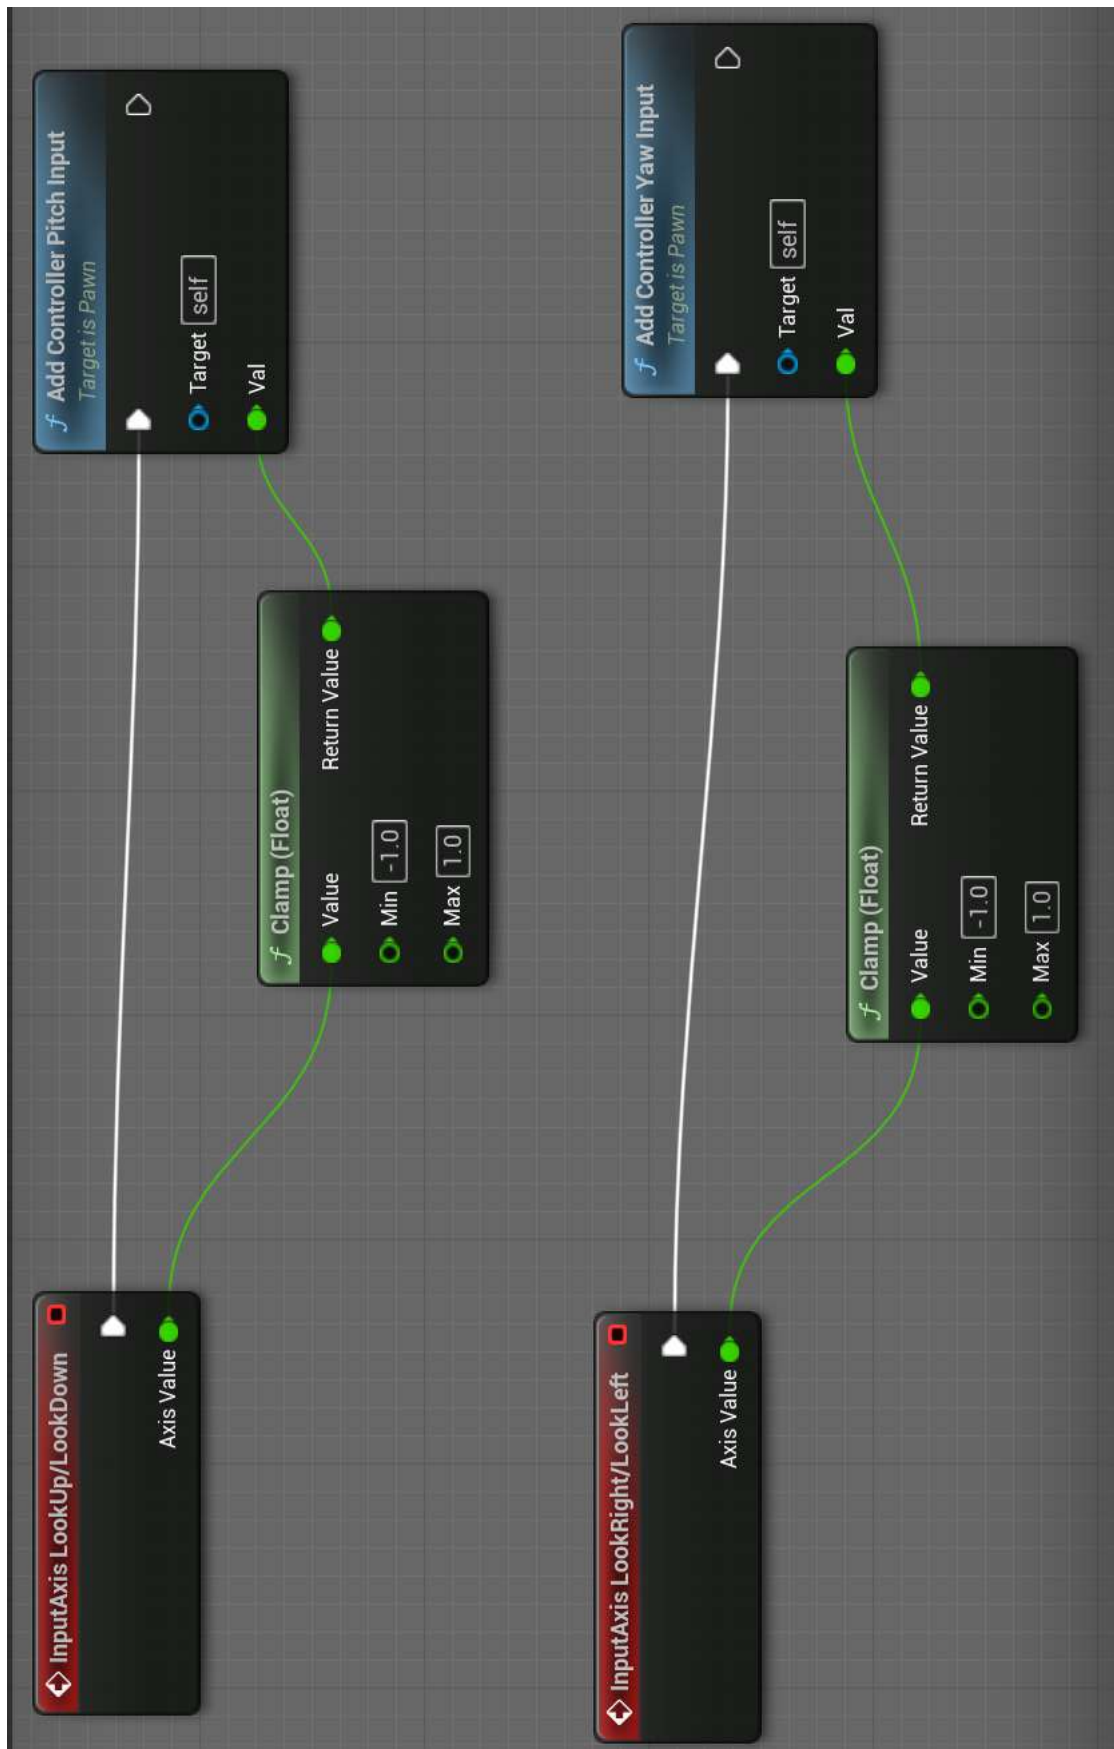 InputAxis LookUp/LookDown
Axis Value
f Clamp (Float)
Value
Return Value
Min -1.0
Max 1.0
f Add Controller Pitch Input
Target is Pawn
Target self
Val
InputAxis LookRight/LookLeft
Axis Value
f Clamp (Float)
Value
Return Value
Min -1.0
Max 1.0
f Add Controller Yaw Input
Target is Pawn
Target self
Val